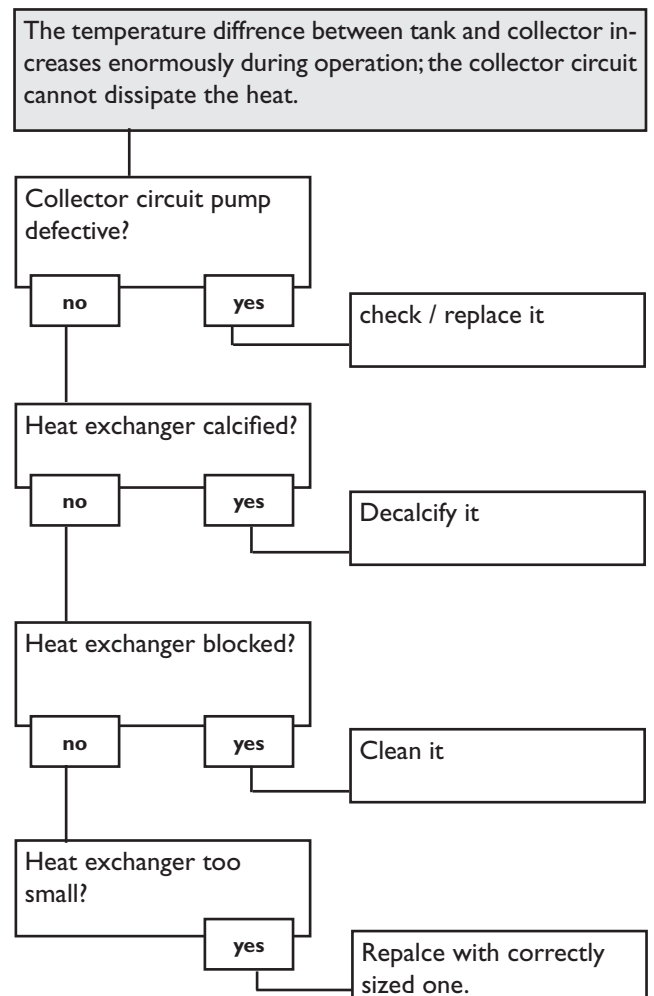 The temperature diffrence between tank and collector in-
creases enormously during operation; the collector circuit
cannot dissipate the heat.
Collector circuit pump
defective?
no
yes
check / replace it
Heat exchanger calcified?
no
yes
Decalcify it
Heat exchanger blocked?
no
yes
Clean it
Heat exchanger too
small?
yes
Repalce with correctly
sized one.